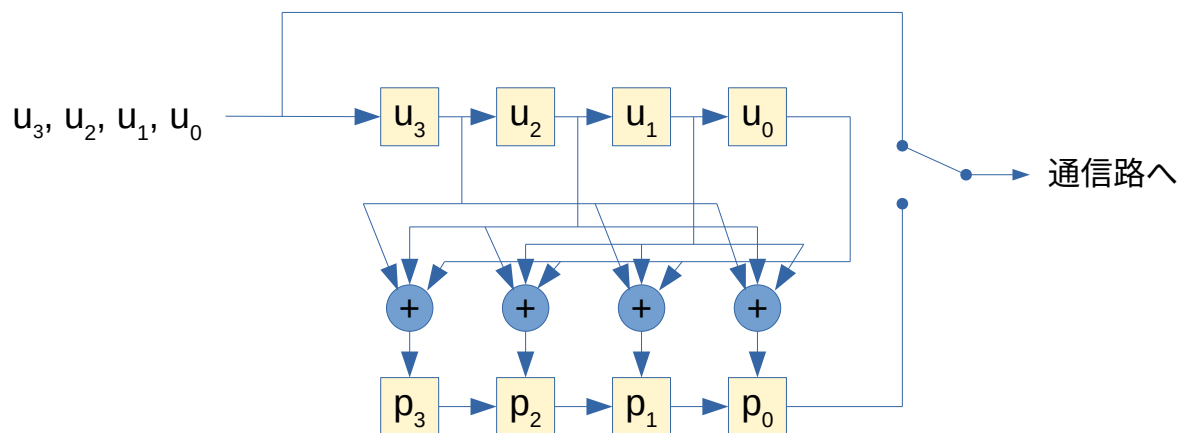 u₃, u₂, u₁, u₀
u₃
u₂
u₁
u₀
通信路へ
+
+
+
+
p₃
p₂
p₁
p₀